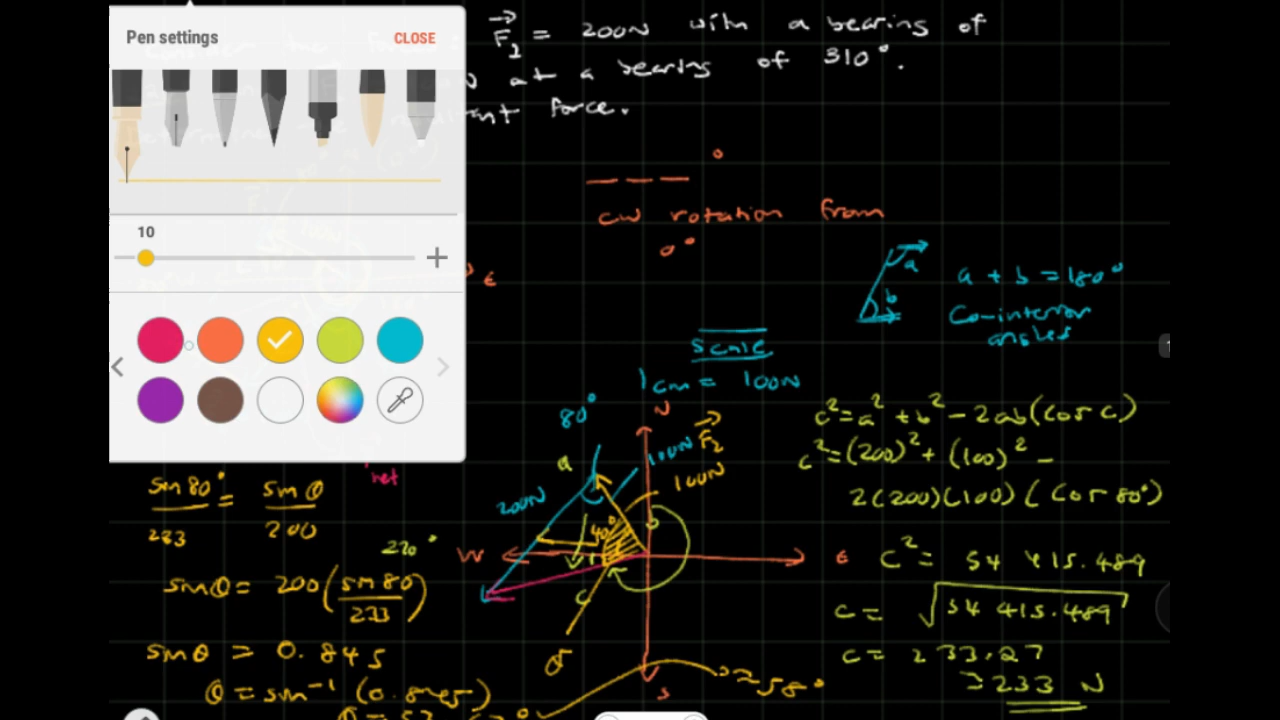 Pen settings
CLOSE
F₂ = 200N with a bearing of
at a bearing of 310°.
force.
10
°
CW rotation from
0°
E
a
b
a + b = 180°
Co-interior
angles
Scale
1cm = 100N
80°
N
100N F₂
100N
a
200N
40°
W
E
C
θ
S
c² = a² + b² - 2ab(cos c)
c² = (200)² + (100)² -
2(200)(100)(cos 80°)
c² = 54 415.489
c = √54 415.489
c = 233.27
≈ 233 N
net
sin 80° = sin θ
233 200
270°
sin θ = 200(sin 80
233)
sin θ = 0.845
θ = sin⁻¹(0.845)
≈ 58°